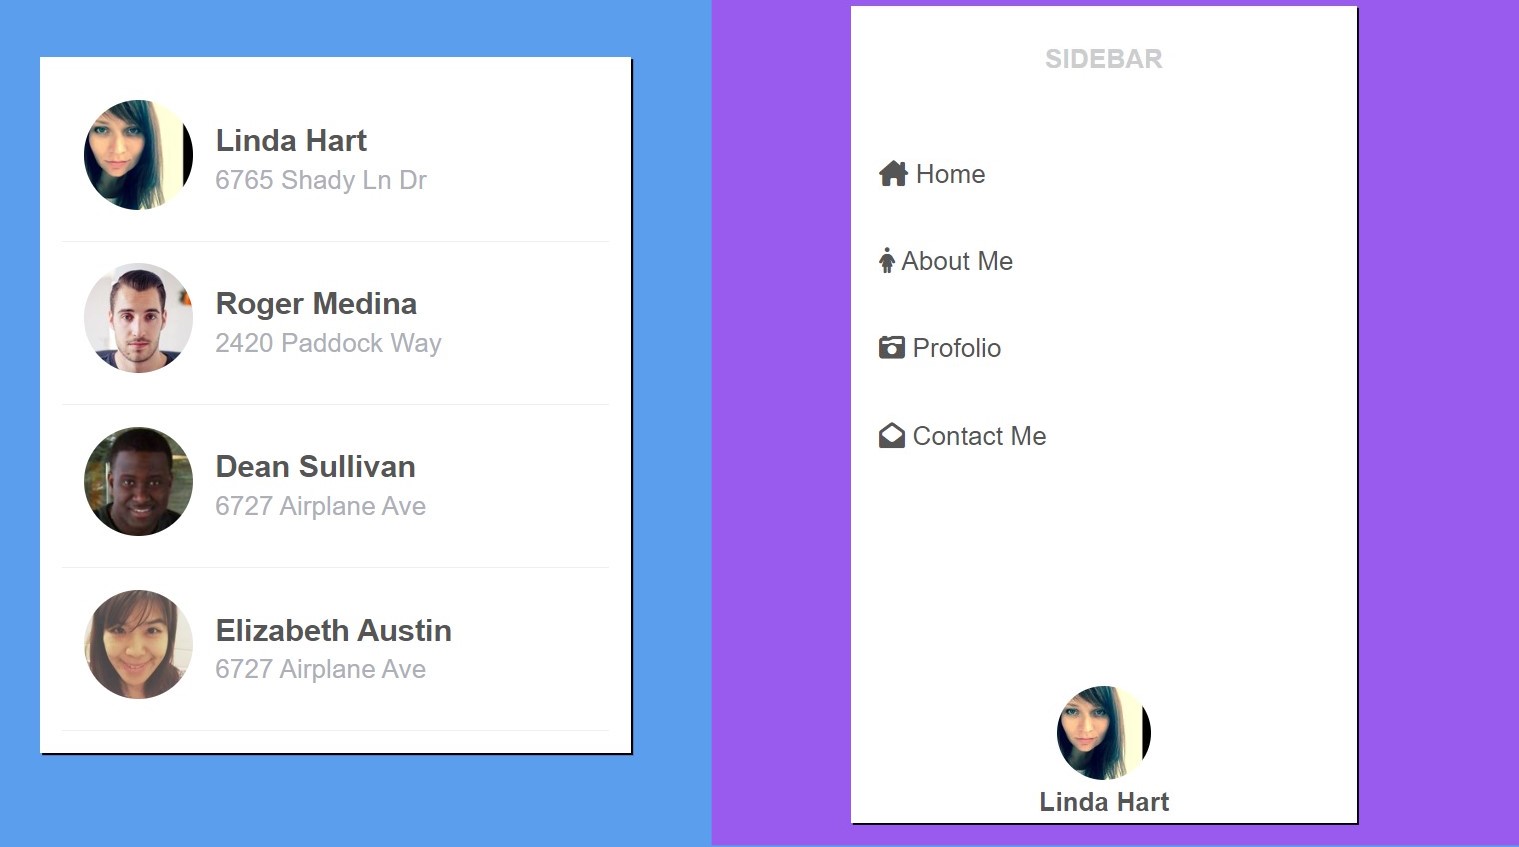 Linda Hart
6765 Shady Ln Dr
Roger Medina
2420 Paddock Way
Dean Sullivan
6727 Airplane Ave
Elizabeth Austin
6727 Airplane Ave
SIDEBAR
Home
About Me
Profolio
Contact Me
Linda Hart